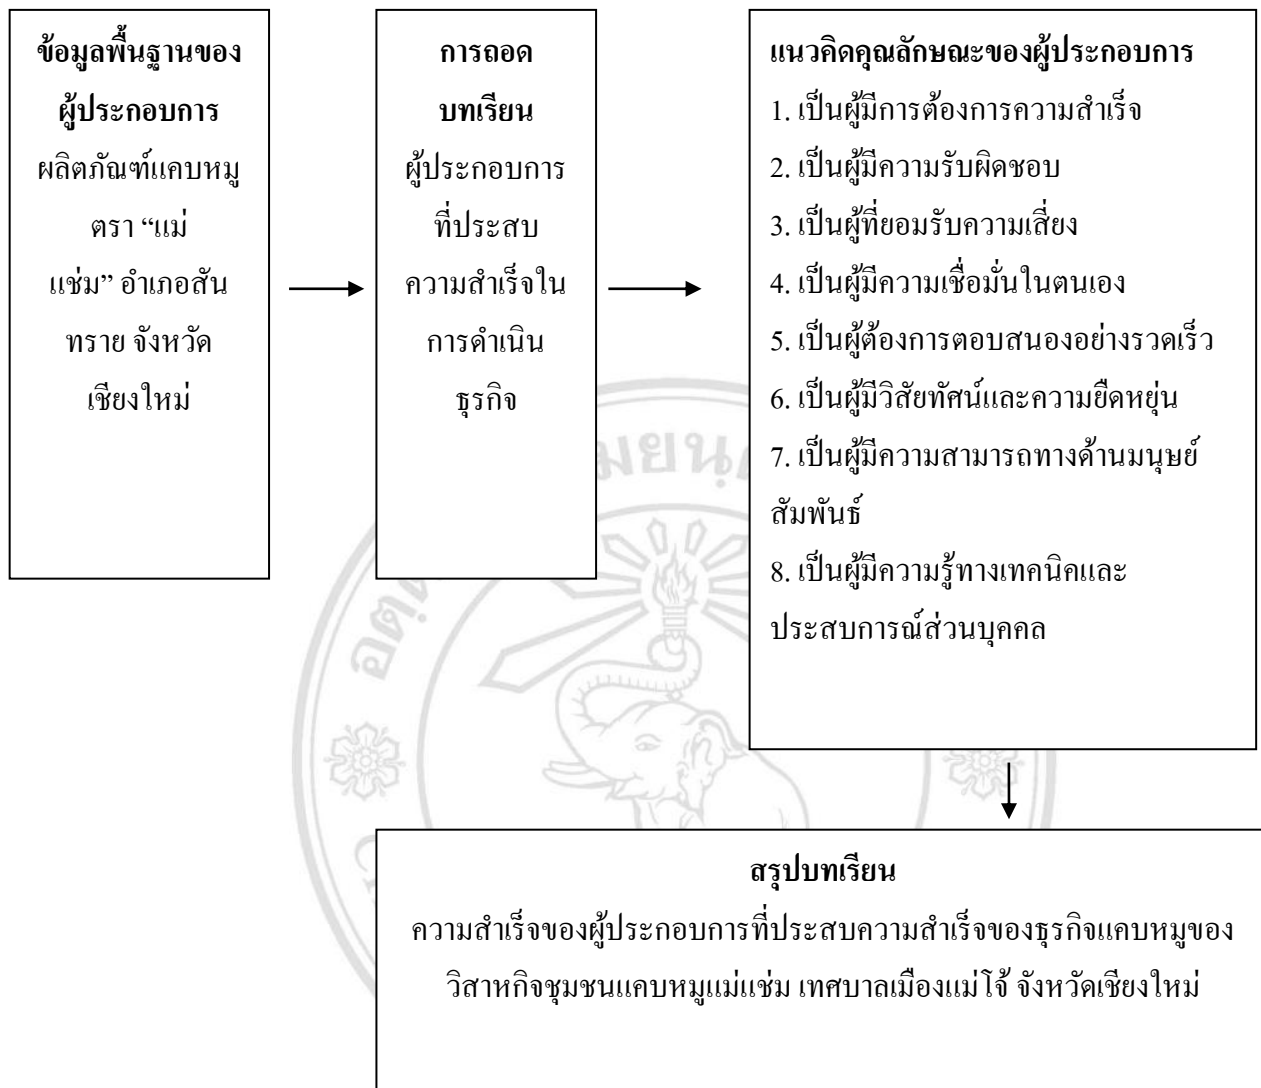 ข้อมูลพื้นฐานของ
ผู้ประกอบการ
ผลิตภัณฑ์แคบหมู
ตรา “แม่
แช่ม” อำเภอสัน
ทราย จังหวัด
เชียงใหม่
การถอด
บทเรียน
ผู้ประกอบการ
ที่ประสบ
ความสำเร็จใน
การดำเนิน
ธุรกิจ
แนวคิดคุณลักษณะของผู้ประกอบการ
1. เป็นผู้มีการต้องการความสำเร็จ
2. เป็นผู้มีความรับผิดชอบ
3. เป็นผู้ที่ยอมรับความเสี่ยง
4. เป็นผู้มีความเชื่อมั่นในตนเอง
5. เป็นผู้ต้องการตอบสนองอย่างรวดเร็ว
6. เป็นผู้มีวิสัยทัศน์และความยืดหยุ่น
7. เป็นผู้มีความสามารถทางด้านมนุษย์
สัมพันธ์
8. เป็นผู้มีความรู้ทางเทคนิคและ
ประสบการณ์ส่วนบุคคล
สรุปบทเรียน
ความสำเร็จของผู้ประกอบการที่ประสบความสำเร็จของธุรกิจแคบหมูของ
วิสาหกิจชุมชนแคบหมูแม่แช่ม เทศบาลเมืองแม่โจ้ จังหวัดเชียงใหม่